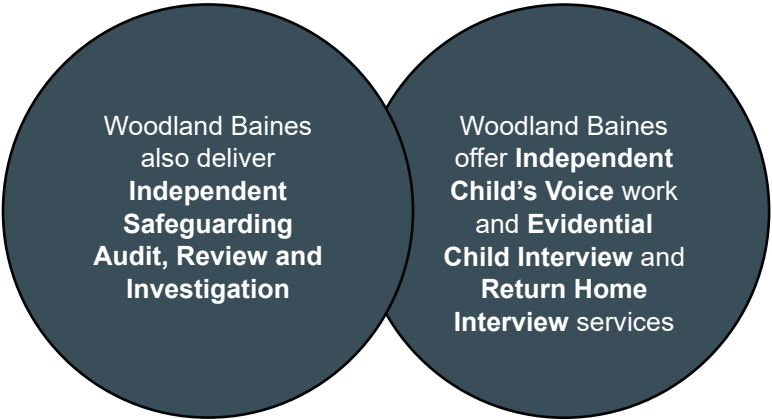 Woodland Baines
also deliver
Independent
Safeguarding
Audit, Review and
Investigation
Woodland Baines
offer Independent
Child's Voice work
and Evidential
Child Interview and
Return Home
Interview services